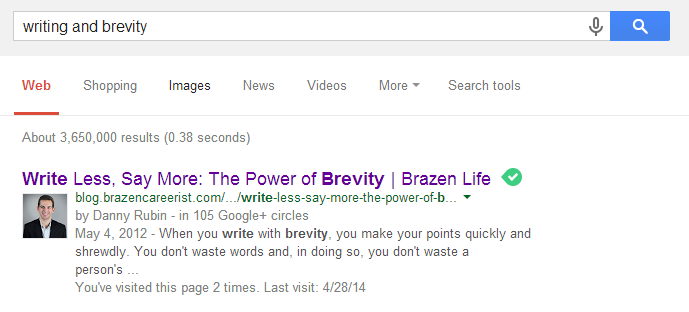 writing and brevity
Web Shopping Images News Videos More Search tools
About 3,650,000 results (0.38 seconds)
Write Less, Say More: The Power of Brevity | Brazen Life
blog.brazencareerist.com/.../write-less-say-more-the-power-of-b...
by Danny Rubin - in 105 Google+ circles
May 4, 2012 - When you write with brevity, you make your points quickly and
shrewdly. You don't waste words and, in doing so, you don't waste a
person's ...
You've visited this page 2 times. Last visit: 4/28/14